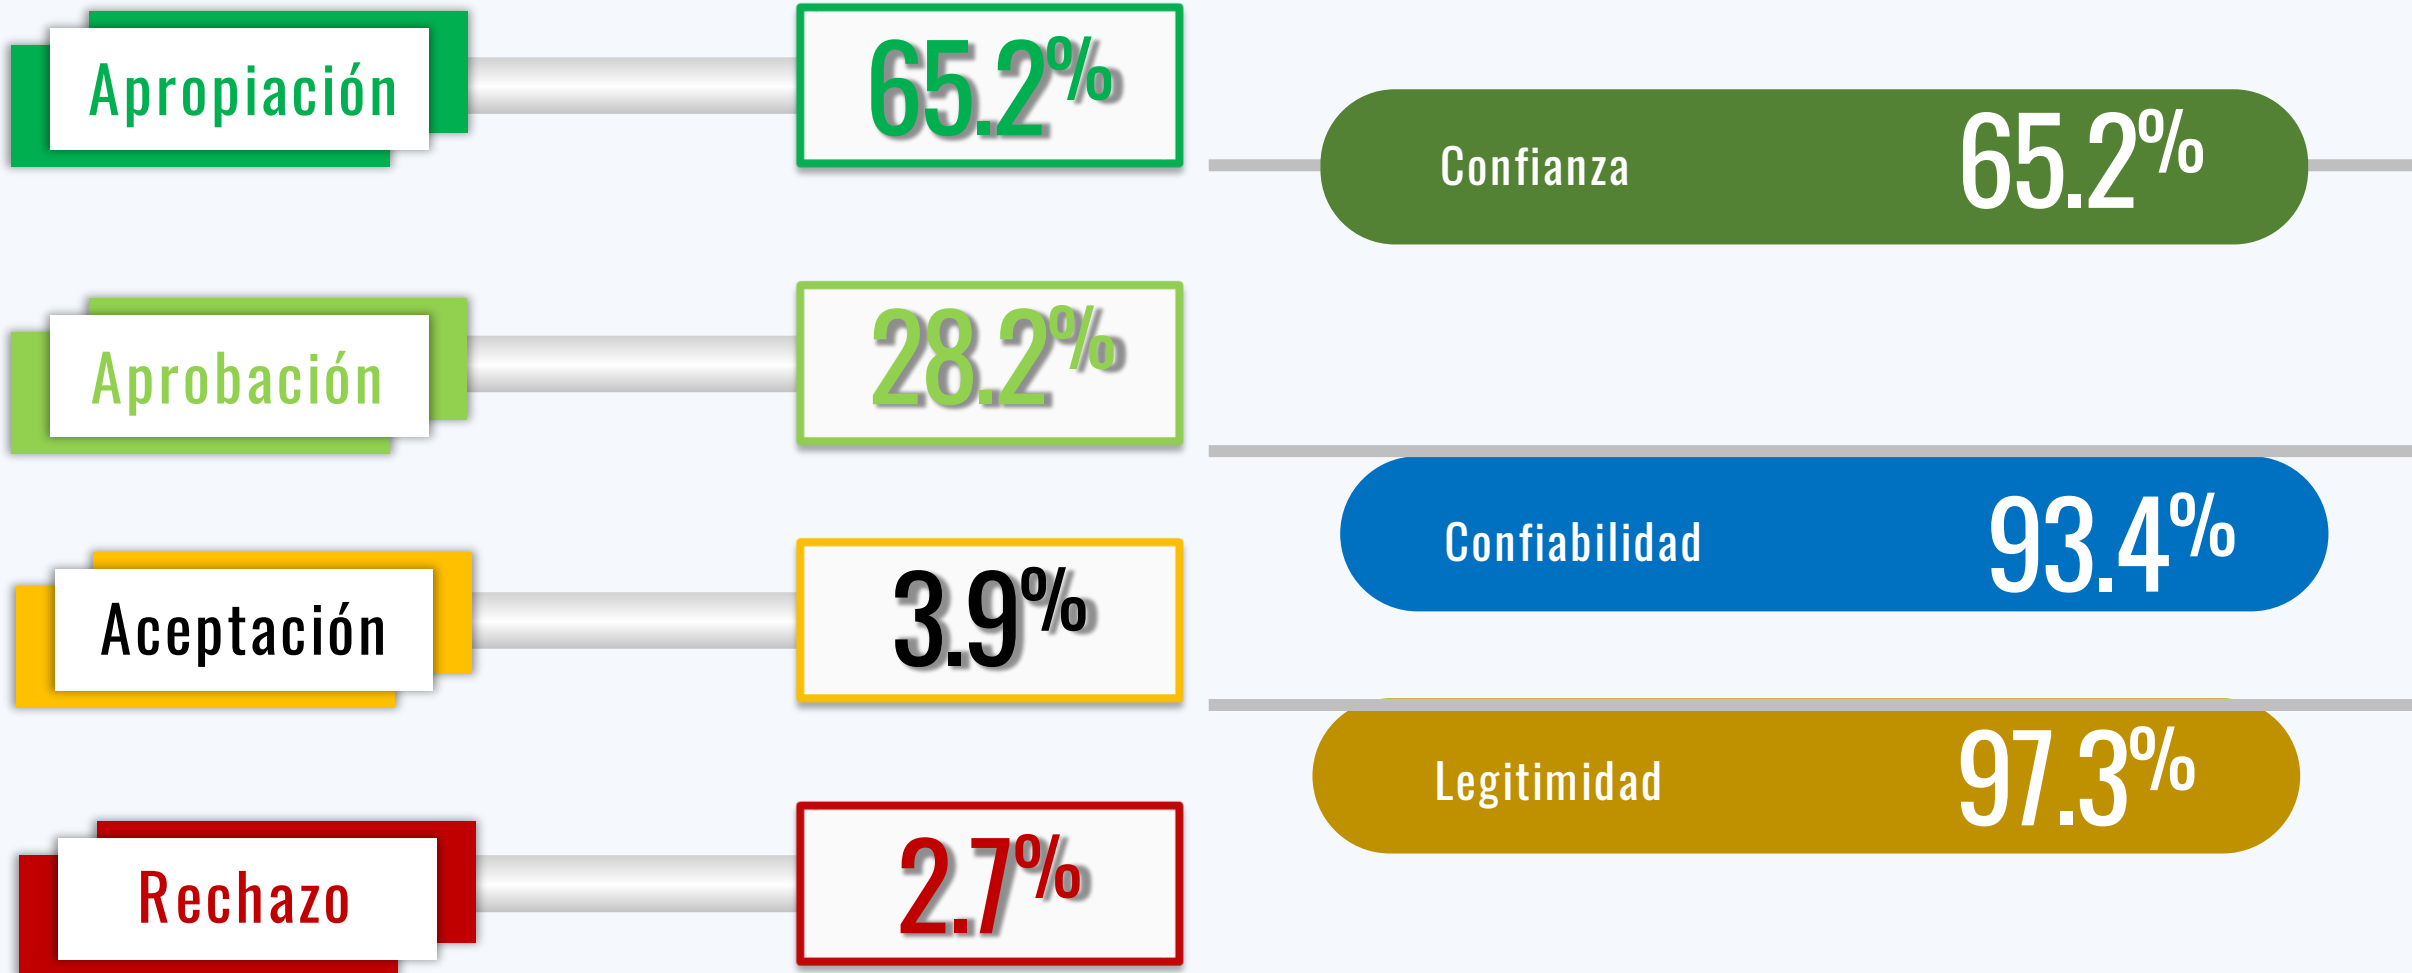 Apropiación 65.2%
Confianza 65.2%
Aprobación 28.2%
Confiabilidad 93.4%
Aceptación 3.9%
Legitimidad 97.3%
Rechazo 2.7%